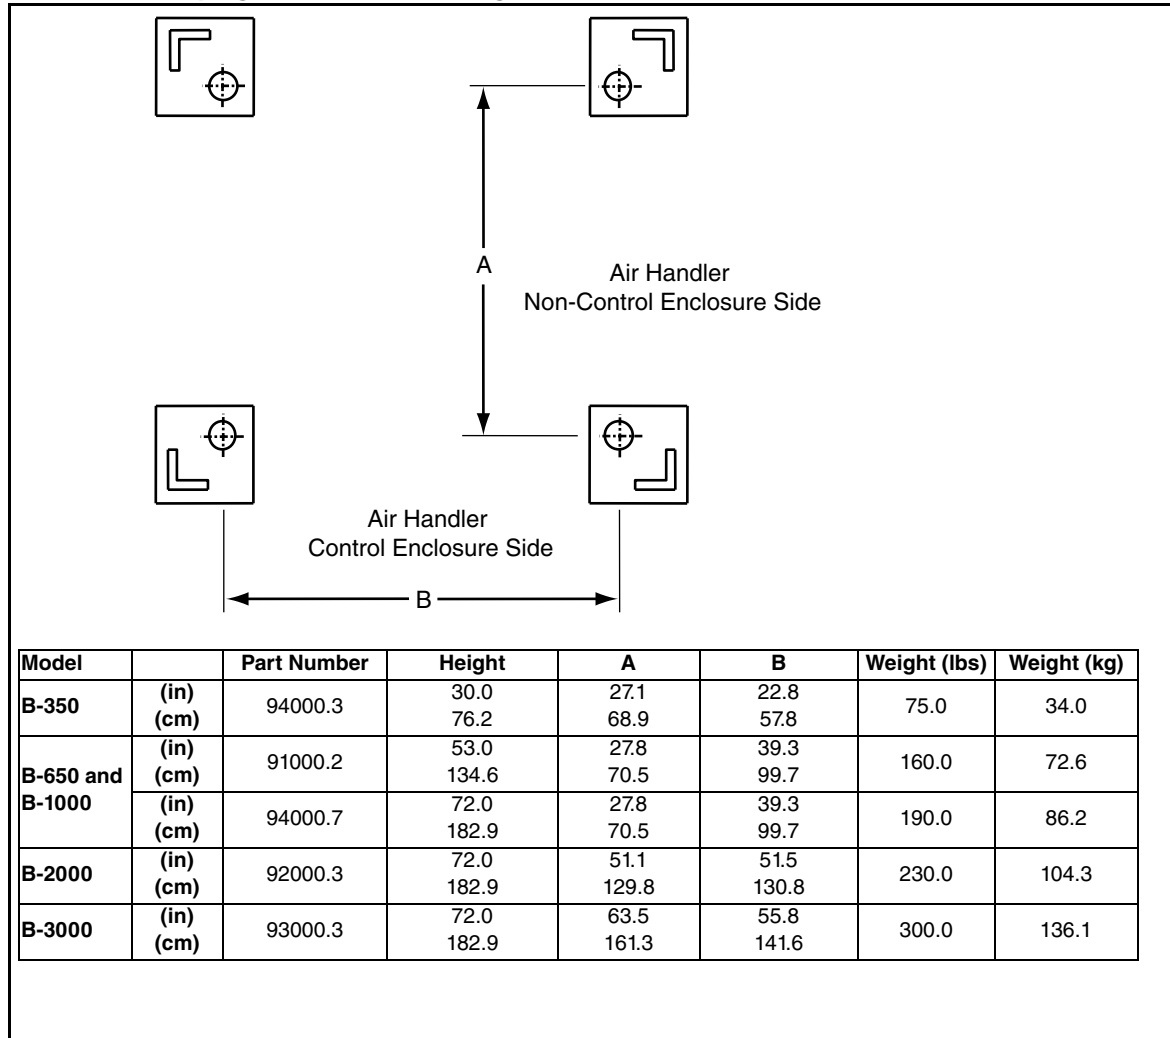 A
Air Handler
Non-Control Enclosure Side
Air Handler
Control Enclosure Side
B
Model Part Number Height A B Weight (lbs) Weight (kg)
B-350 (in) 94000.3 30.0 27.1 22.8 75.0 34.0
(cm) 76.2 68.9 57.8
B-650 and B-1000 (in) 91000.2 53.0 27.8 39.3 160.0 72.6
(cm) 134.6 70.5 99.7
(in) 94000.7 72.0 27.8 39.3 190.0 86.2
(cm) 182.9 70.5 99.7
B-2000 (in) 92000.3 72.0 51.1 51.5 230.0 104.3
(cm) 182.9 129.8 130.8
B-3000 (in) 93000.3 72.0 63.5 55.8 300.0 136.1
(cm) 182.9 161.3 141.6